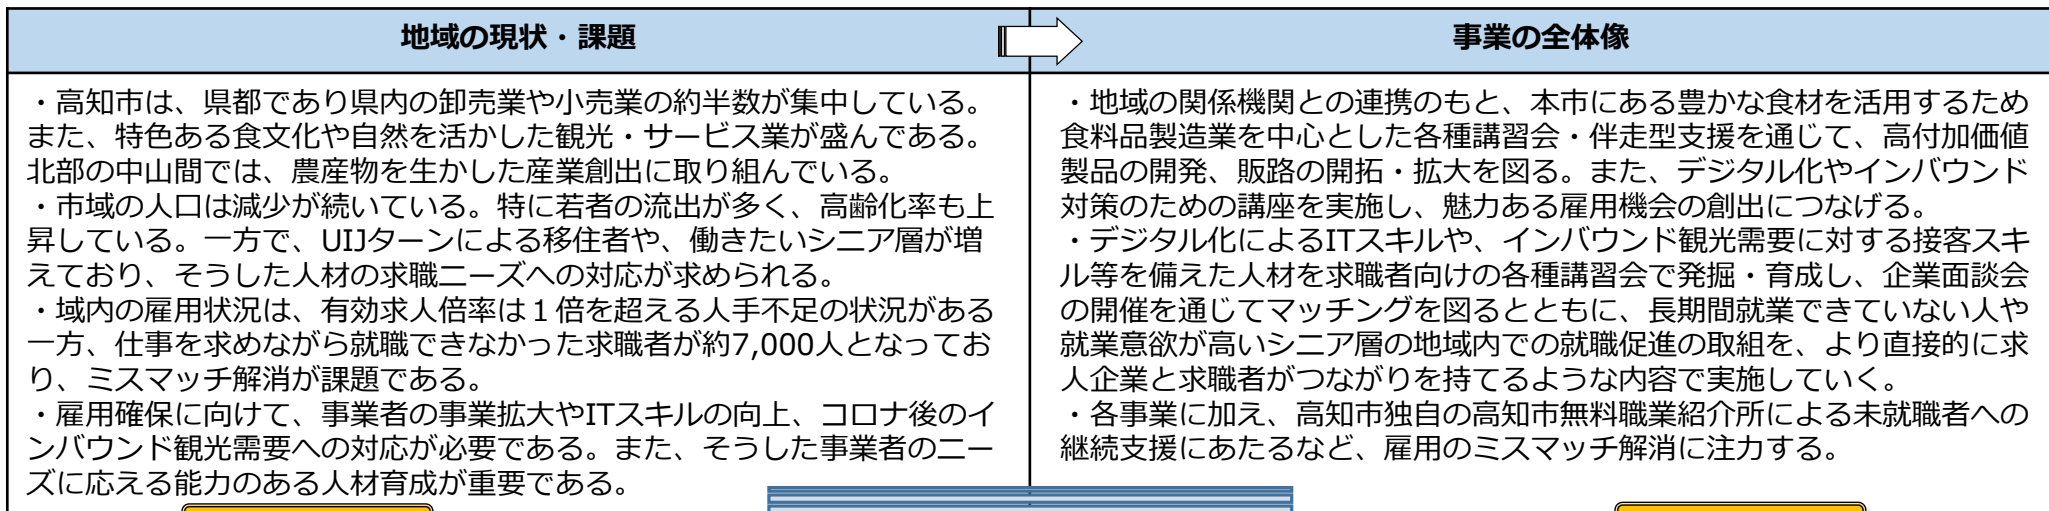 地域の現状・課題
事業の全体像
・高知市は、県都であり県内の卸売業や小売業の約半数が集中している。
また、特色ある食文化や自然を活かした観光・サービス業が盛んである。
北部の中山間では、農産物を生かした産業創出に取り組んでいる。
・市域の人口は減少が続いている。特に若者の流出が多く、高齢化率も上
昇している。一方で、UIJターンによる移住者や、働きたいシニア層が増
えており、そうした人材の求職ニーズへの対応が求められる。
・域内の雇用状況は、有効求人倍率は１倍を超える人手不足の状況がある
一方、仕事を求めながら就職できなかった求職者が約7,000人となってお
り、ミスマッチ解消が課題である。
・雇用確保に向けて、事業者の事業拡大やITスキルの向上、コロナ後のイ
ンバウンド観光需要への対応が必要である。また、そうした事業者のニー
ズに応える能力のある人材育成が重要である。
・地域の関係機関との連携のもと、本市にある豊かな食材を活用するため
食料品製造業を中心とした各種講習会・伴走型支援を通じて、高付加価値
製品の開発、販路の開拓・拡大を図る。また、デジタル化やインバウンド
対策のための講座を実施し、魅力ある雇用機会の創出につなげる。
・デジタル化によるITスキルや、インバウンド観光需要に対する接客スキ
ル等を備えた人材を求職者向けの各種講習会で発掘・育成し、企業面談会
の開催を通じてマッチングを図るとともに、長期間就業できていない人や
就業意欲が高いシニア層の地域内での就職促進の取組を、より直接的に求
人企業と求職者がつながりを持てるような内容で実施していく。
・各事業に加え、高知市独自の高知市無料職業紹介所による未就職者への
継続支援にあたるなど、雇用のミスマッチ解消に注力する。